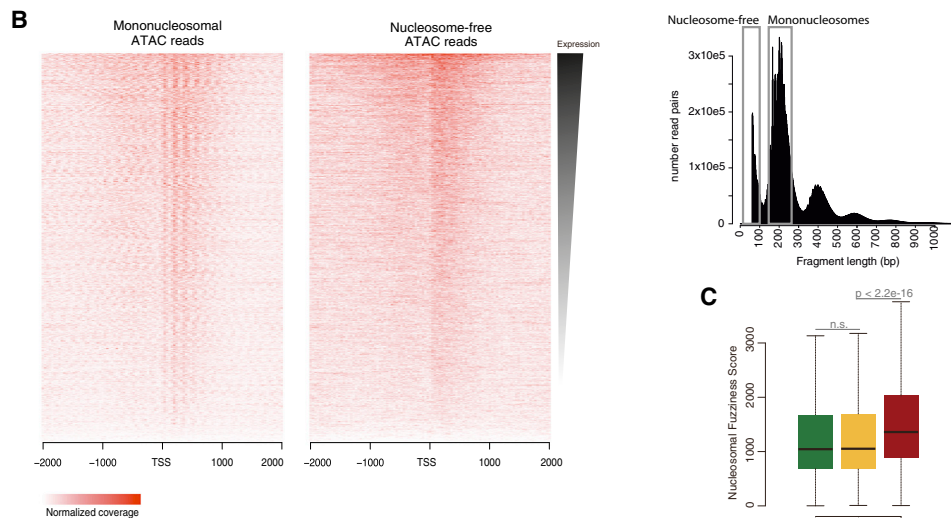 B
Mononucleosomal
ATAC reads
Nucleosome-free
ATAC reads
Expression
−2000
−1000
TSS
1000
2000
−2000
−1000
TSS
1000
2000
Normalized coverage
Nucleosome-free
Mononucleosomes
number read pairs
3x10e5
2x10e5
1x10e5
0
0
100
200
300
400
500
600
700
800
900
1000
Fragment length (bp)
C
p < 2.2e-16
n.s.
Nucleosomal Fuzziness Score
3000
2000
1000
0